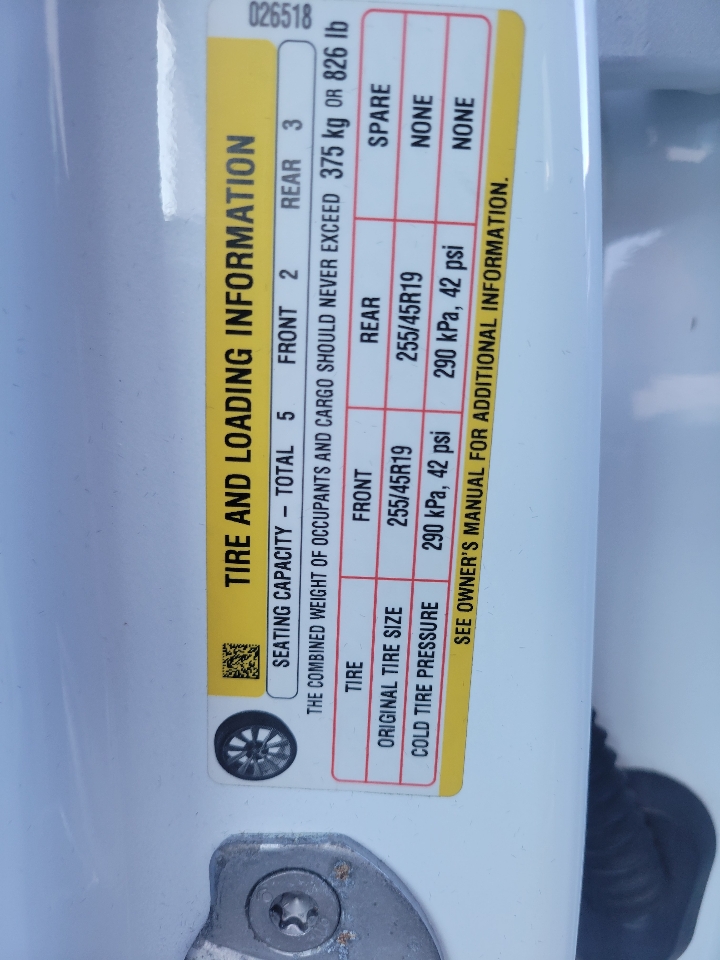 026518
TIRE AND LOADING INFORMATION
SEATING CAPACITY – TOTAL 5 FRONT 2 REAR 3
THE COMBINED WEIGHT OF OCCUPANTS AND CARGO SHOULD NEVER EXCEED 375 kg OR 826 lb
TIRE FRONT REAR SPARE
ORIGINAL TIRE SIZE 255/45R19 255/45R19 NONE
COLD TIRE PRESSURE 290 kPa, 42 psi 290 kPa, 42 psi NONE
SEE OWNER'S MANUAL FOR ADDITIONAL INFORMATION.